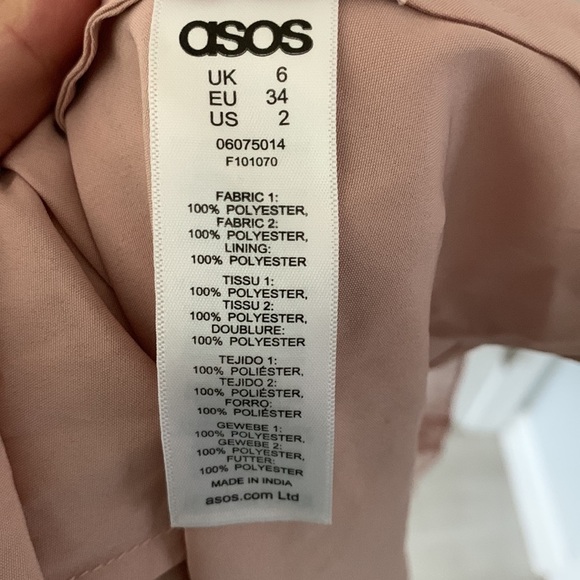 asos
UK 6
EU 34
US 2
06075014
F101070
FABRIC 1:
100% POLYESTER,
FABRIC 2:
100% POLYESTER,
LINING:
100% POLYESTER
TISSU 1:
100% POLYESTER,
TISSU 2:
100% POLYESTER,
DOUBLURE:
100% POLYESTER
TEJIDO 1:
100% POLIÉSTER,
TEJIDO 2:
100% POLIÉSTER,
FORRO:
100% POLIÉSTER
GEWEBE 1:
100% POLYESTER,
GEWEBE 2:
100% POLYESTER,
FUTTER:
100% POLYESTER
MADE IN INDIA
asos.com Ltd